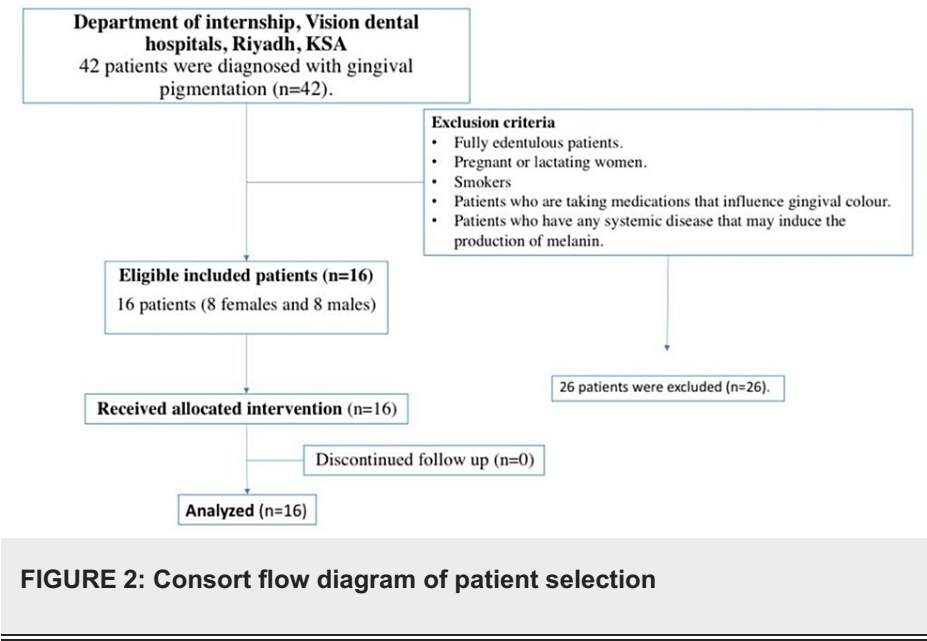 Department of internship, Vision dental
hospitals, Riyadh, KSA
42 patients were diagnosed with gingival
pigmentation (n=42).
Exclusion criteria
• Fully edentulous patients.
• Pregnant or lactating women.
• Smokers
• Patients who are taking medications that influence gingival colour.
• Patients who have any systemic disease that may induce the
production of melanin.
Eligible included patients (n=16)
16 patients (8 females and 8 males)
26 patients were excluded (n=26).
Received allocated intervention (n=16)
Discontinued follow up (n=0)
Analyzed (n=16)
FIGURE 2: Consort flow diagram of patient selection